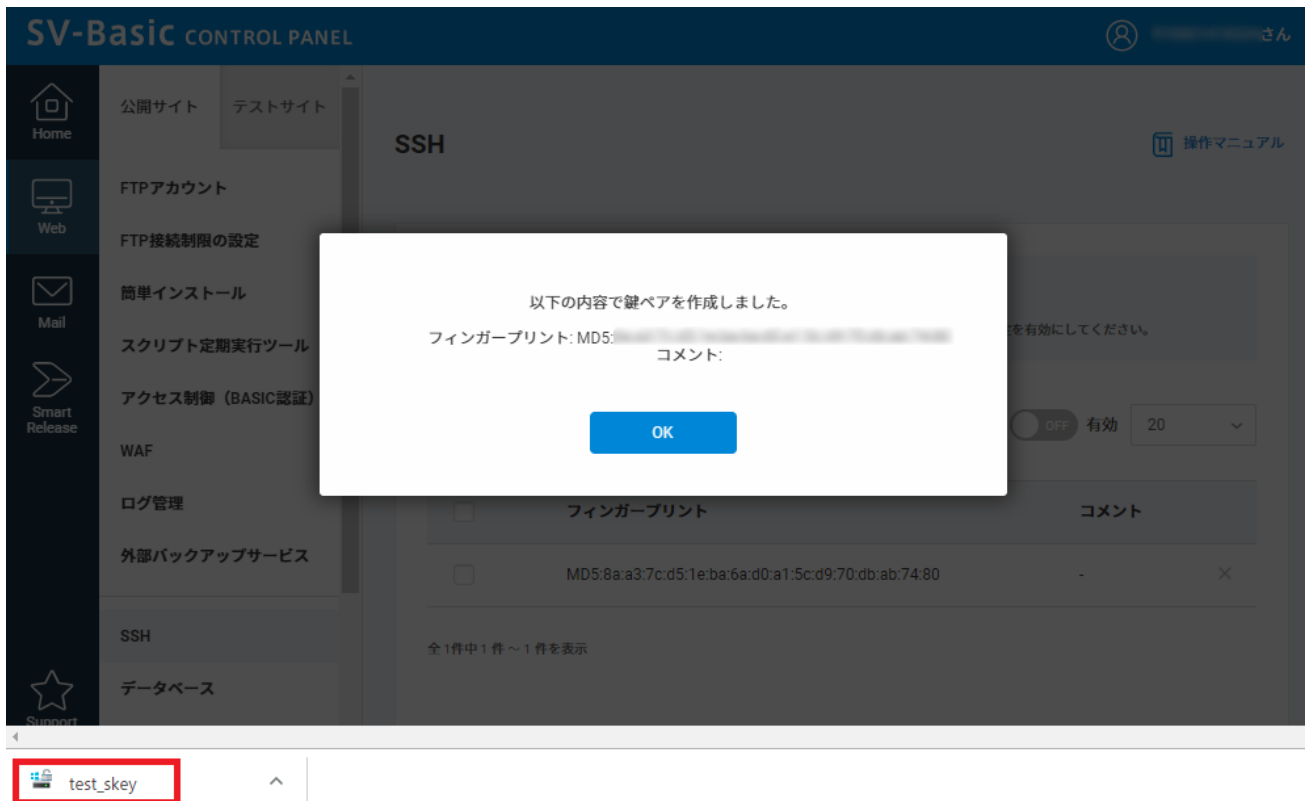 SV-Basic CONTROL PANEL
さん
Home
Web
Mail
Smart
Release
Support
公開サイト
テストサイト
FTPアカウント
FTP接続制限の設定
簡単インストール
スクリプト定期実行ツール
アクセス制御（BASIC認証）
WAF
ログ管理
外部バックアップサービス
SSH
データベース
SSH
操作マニュアル
を有効にしてください。
以下の内容で鍵ペアを作成しました。
フィンガープリント: MD5:
コメント:
OK
OFF 有効 20
フィンガープリント コメント
MD5:8a:a3:7c:d5:1e:ba:6a:d0:a1:5c:d9:70:db:ab:74:80 -
全 1件中 1 件 ～ 1 件を表示
test_skey